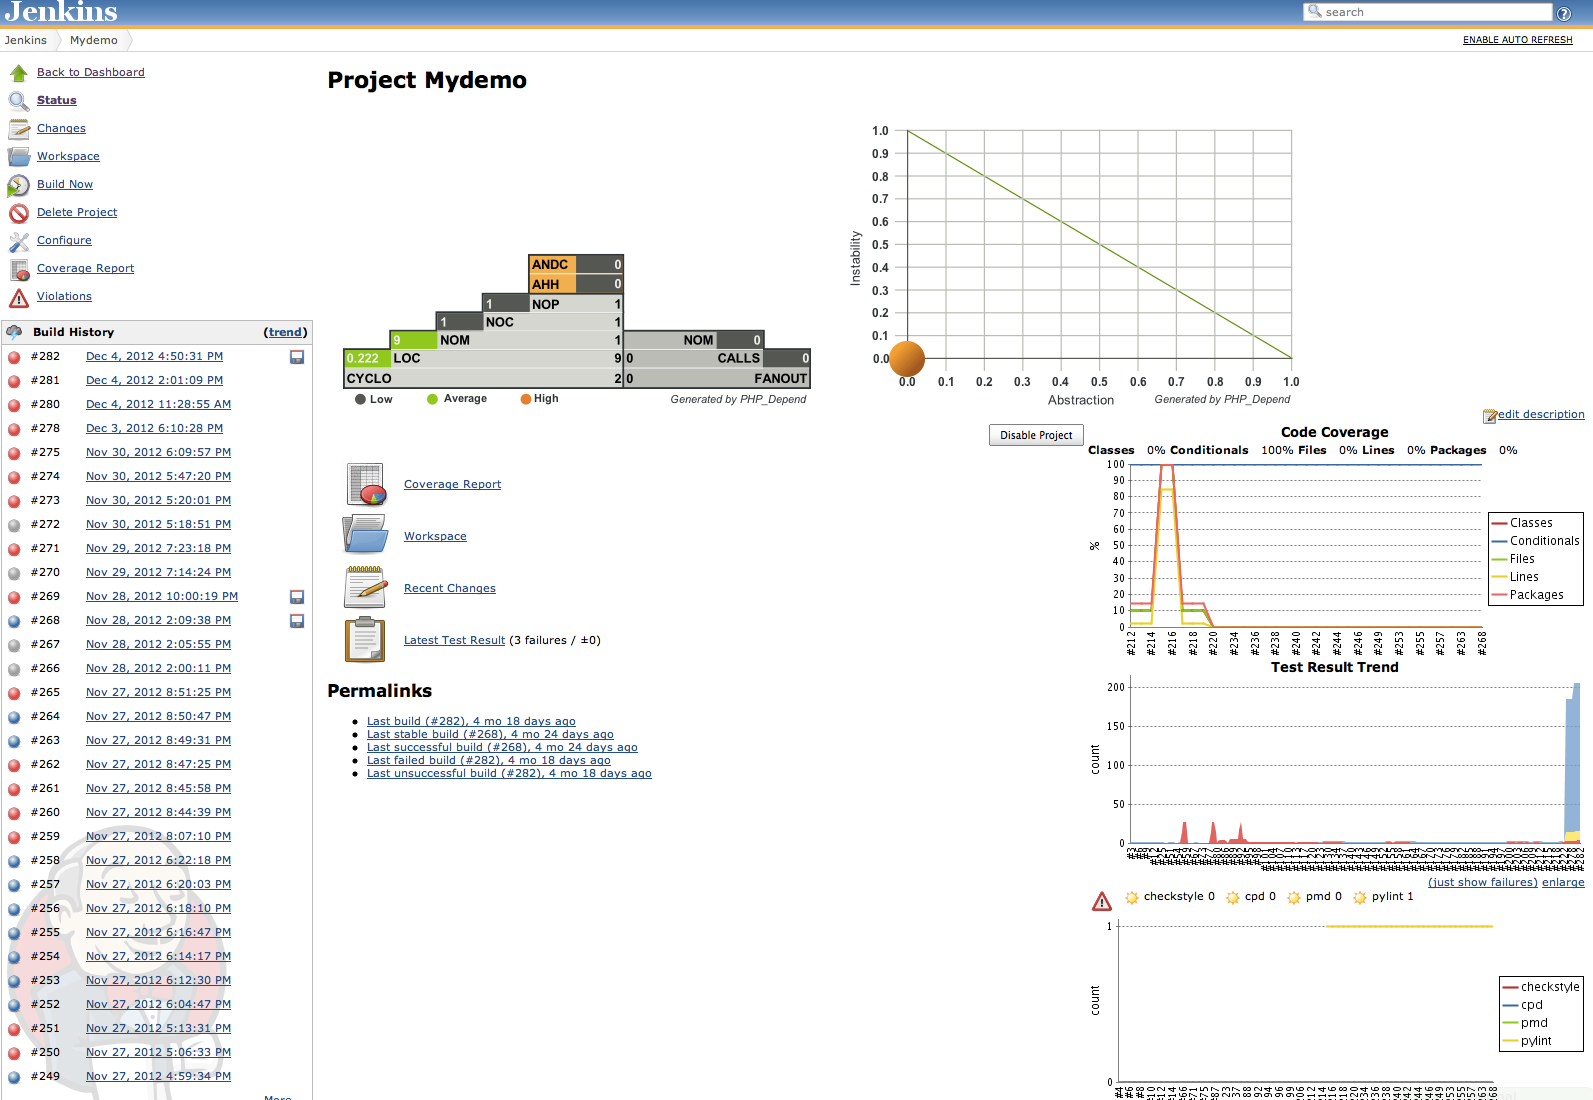 Jenkins
search
Jenkins
Mydemo
ENABLE AUTO REFRESH
Back to Dashboard
Status
Changes
Workspace
Build Now
Delete Project
Configure
Coverage Report
Violations
Build History (trend)
#282 Dec 4, 2012 4:50:31 PM
#281 Dec 4, 2012 2:01:09 PM
#280 Dec 4, 2012 11:28:55 AM
#278 Dec 3, 2012 6:10:28 PM
#275 Nov 30, 2012 6:09:57 PM
#274 Nov 30, 2012 5:47:20 PM
#273 Nov 30, 2012 5:20:01 PM
#272 Nov 30, 2012 5:18:51 PM
#271 Nov 29, 2012 7:23:18 PM
#270 Nov 29, 2012 7:14:24 PM
#269 Nov 28, 2012 10:00:19 PM
#268 Nov 28, 2012 2:09:38 PM
#267 Nov 28, 2012 2:05:55 PM
#266 Nov 28, 2012 2:00:11 PM
#265 Nov 27, 2012 8:51:25 PM
#264 Nov 27, 2012 8:50:47 PM
#263 Nov 27, 2012 8:49:31 PM
#262 Nov 27, 2012 8:47:25 PM
#261 Nov 27, 2012 8:45:58 PM
#260 Nov 27, 2012 8:44:39 PM
#259 Nov 27, 2012 8:07:10 PM
#258 Nov 27, 2012 6:22:18 PM
#257 Nov 27, 2012 6:20:03 PM
#256 Nov 27, 2012 6:18:10 PM
#255 Nov 27, 2012 6:16:47 PM
#254 Nov 27, 2012 6:14:17 PM
#253 Nov 27, 2012 6:12:30 PM
#252 Nov 27, 2012 6:04:47 PM
#251 Nov 27, 2012 5:13:31 PM
#250 Nov 27, 2012 5:06:33 PM
#249 Nov 27, 2012 4:59:34 PM
More
Project Mydemo
ANDC 0
AHH 0
1 NOP 1
1 NOC 1
9 NOM 1 NOM 0
0.222 LOC 9 0 CALLS 0
CYCLO 2 0 FANOUT
Low Average High Generated by PHP_Depend
Instability
1.0
0.9
0.8
0.7
0.6
0.5
0.4
0.3
0.2
0.1
0.0
0.0 0.1 0.2 0.3 0.4 0.5 0.6 0.7 0.8 0.9 1.0
Abstraction Generated by PHP_Depend
edit description
Disable Project
Coverage Report
Workspace
Recent Changes
Latest Test Result (3 failures / ±0)
Permalinks
Last build (#282), 4 mo 18 days ago
Last stable build (#268), 4 mo 24 days ago
Last successful build (#268), 4 mo 24 days ago
Last failed build (#282), 4 mo 18 days ago
Last unsuccessful build (#282), 4 mo 18 days ago
Code Coverage
Classes 0% Conditionals 100% Files 0% Lines 0% Packages 0%
%
100
90
80
70
60
50
40
30
20
10
0
#212 #214 #216 #218 #220 #234 #236 #238 #240 #242 #244 #246 #249 #253 #255 #257 #263 #268
Classes
Conditionals
Files
Lines
Packages
Test Result Trend
count
200
150
100
50
0
(just show failures) enlarge
checkstyle 0 cpd 0 pmd 0 pylint 1
count
1
0
checkstyle
cpd
pmd
pylint